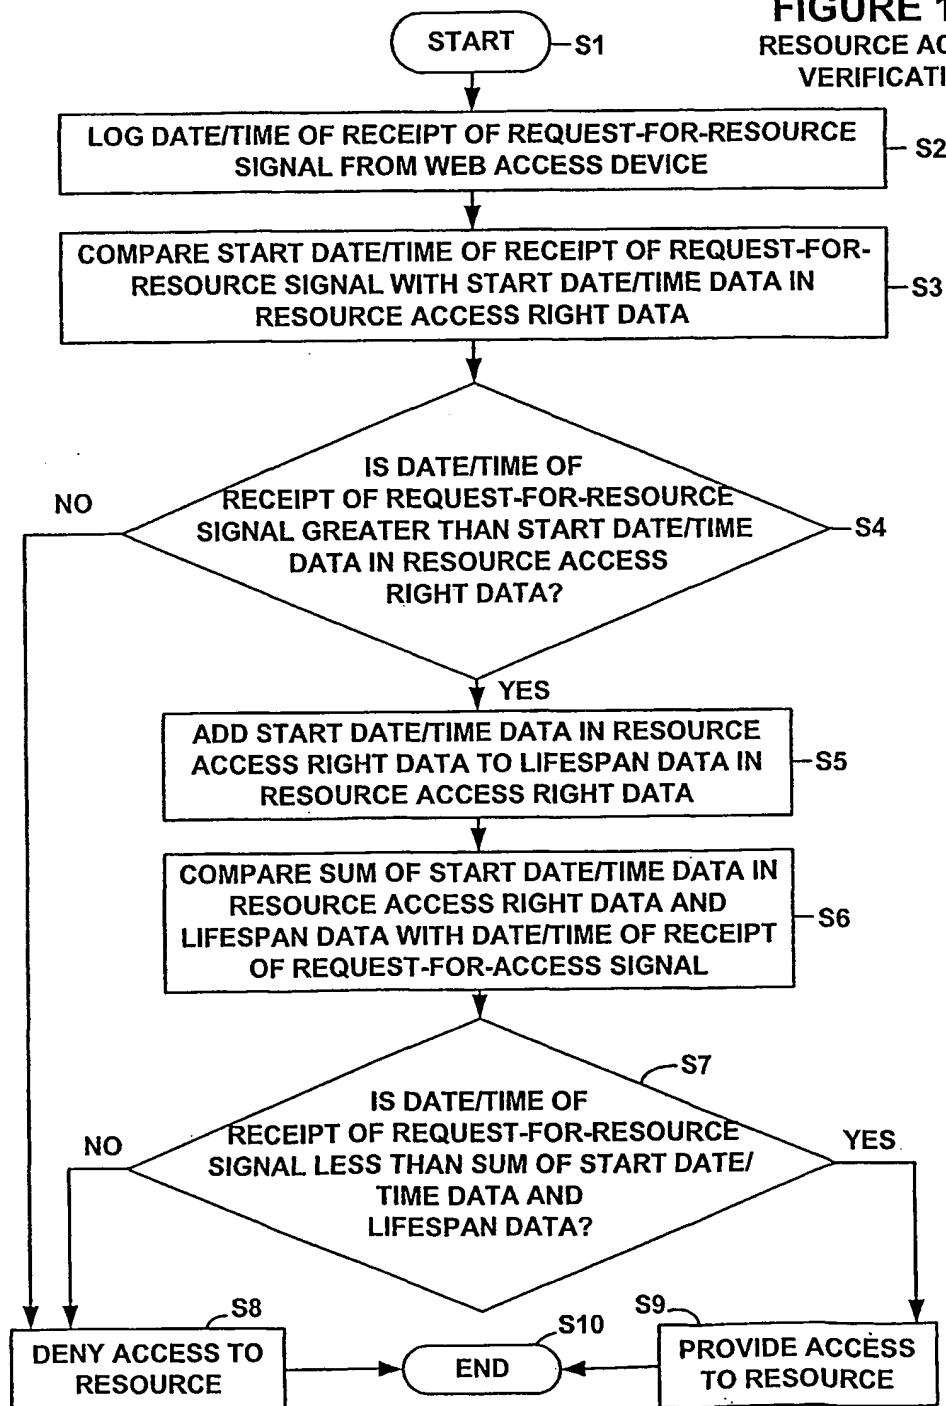 FIGURE 1
RESOURCE AC
VERIFICATI
START
S1
LOG DATE/TIME OF RECEIPT OF REQUEST-FOR-RESOURCE
SIGNAL FROM WEB ACCESS DEVICE
S2
COMPARE START DATE/TIME OF RECEIPT OF REQUEST-FOR-
RESOURCE SIGNAL WITH START DATE/TIME DATA IN
RESOURCE ACCESS RIGHT DATA
S3
IS DATE/TIME OF
RECEIPT OF REQUEST-FOR-RESOURCE
SIGNAL GREATER THAN START DATE/TIME
DATA IN RESOURCE ACCESS
RIGHT DATA?
NO
S4
YES
ADD START DATE/TIME DATA IN RESOURCE
ACCESS RIGHT DATA TO LIFESPAN DATA IN
RESOURCE ACCESS RIGHT DATA
S5
COMPARE SUM OF START DATE/TIME DATA IN
RESOURCE ACCESS RIGHT DATA AND
LIFESPAN DATA WITH DATE/TIME OF RECEIPT
OF REQUEST-FOR-ACCESS SIGNAL
S6
S7
IS DATE/TIME OF
RECEIPT OF REQUEST-FOR-RESOURCE
SIGNAL LESS THAN SUM OF START DATE/
TIME DATA AND
LIFESPAN DATA?
NO
YES
S8
DENY ACCESS TO
RESOURCE
S10
END
S9
PROVIDE ACCESS
TO RESOURCE